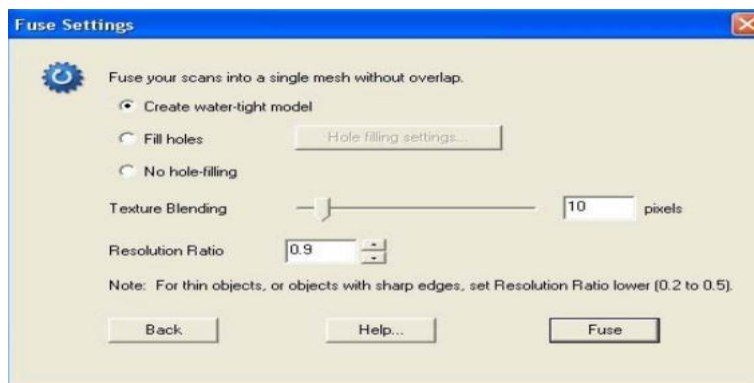 Fuse Settings
Fuse your scans into a single mesh without overlap.
Create water-tight model
Fill holes Hole filling settings...
No hole-filling
Texture Blending 10 pixels
Resolution Ratio 0.9
Note: For thin objects, or objects with sharp edges, set Resolution Ratio lower (0.2 to 0.5).
Back Help... Fuse